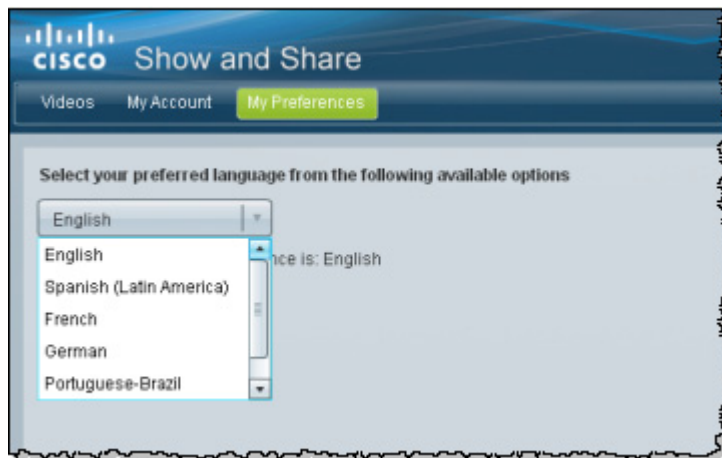 CISCO Show and Share
Videos My Account My Preferences
Select your preferred language from the following available options
English
English
nce is: English
Spanish (Latin America)
French
German
Portuguese-Brazil